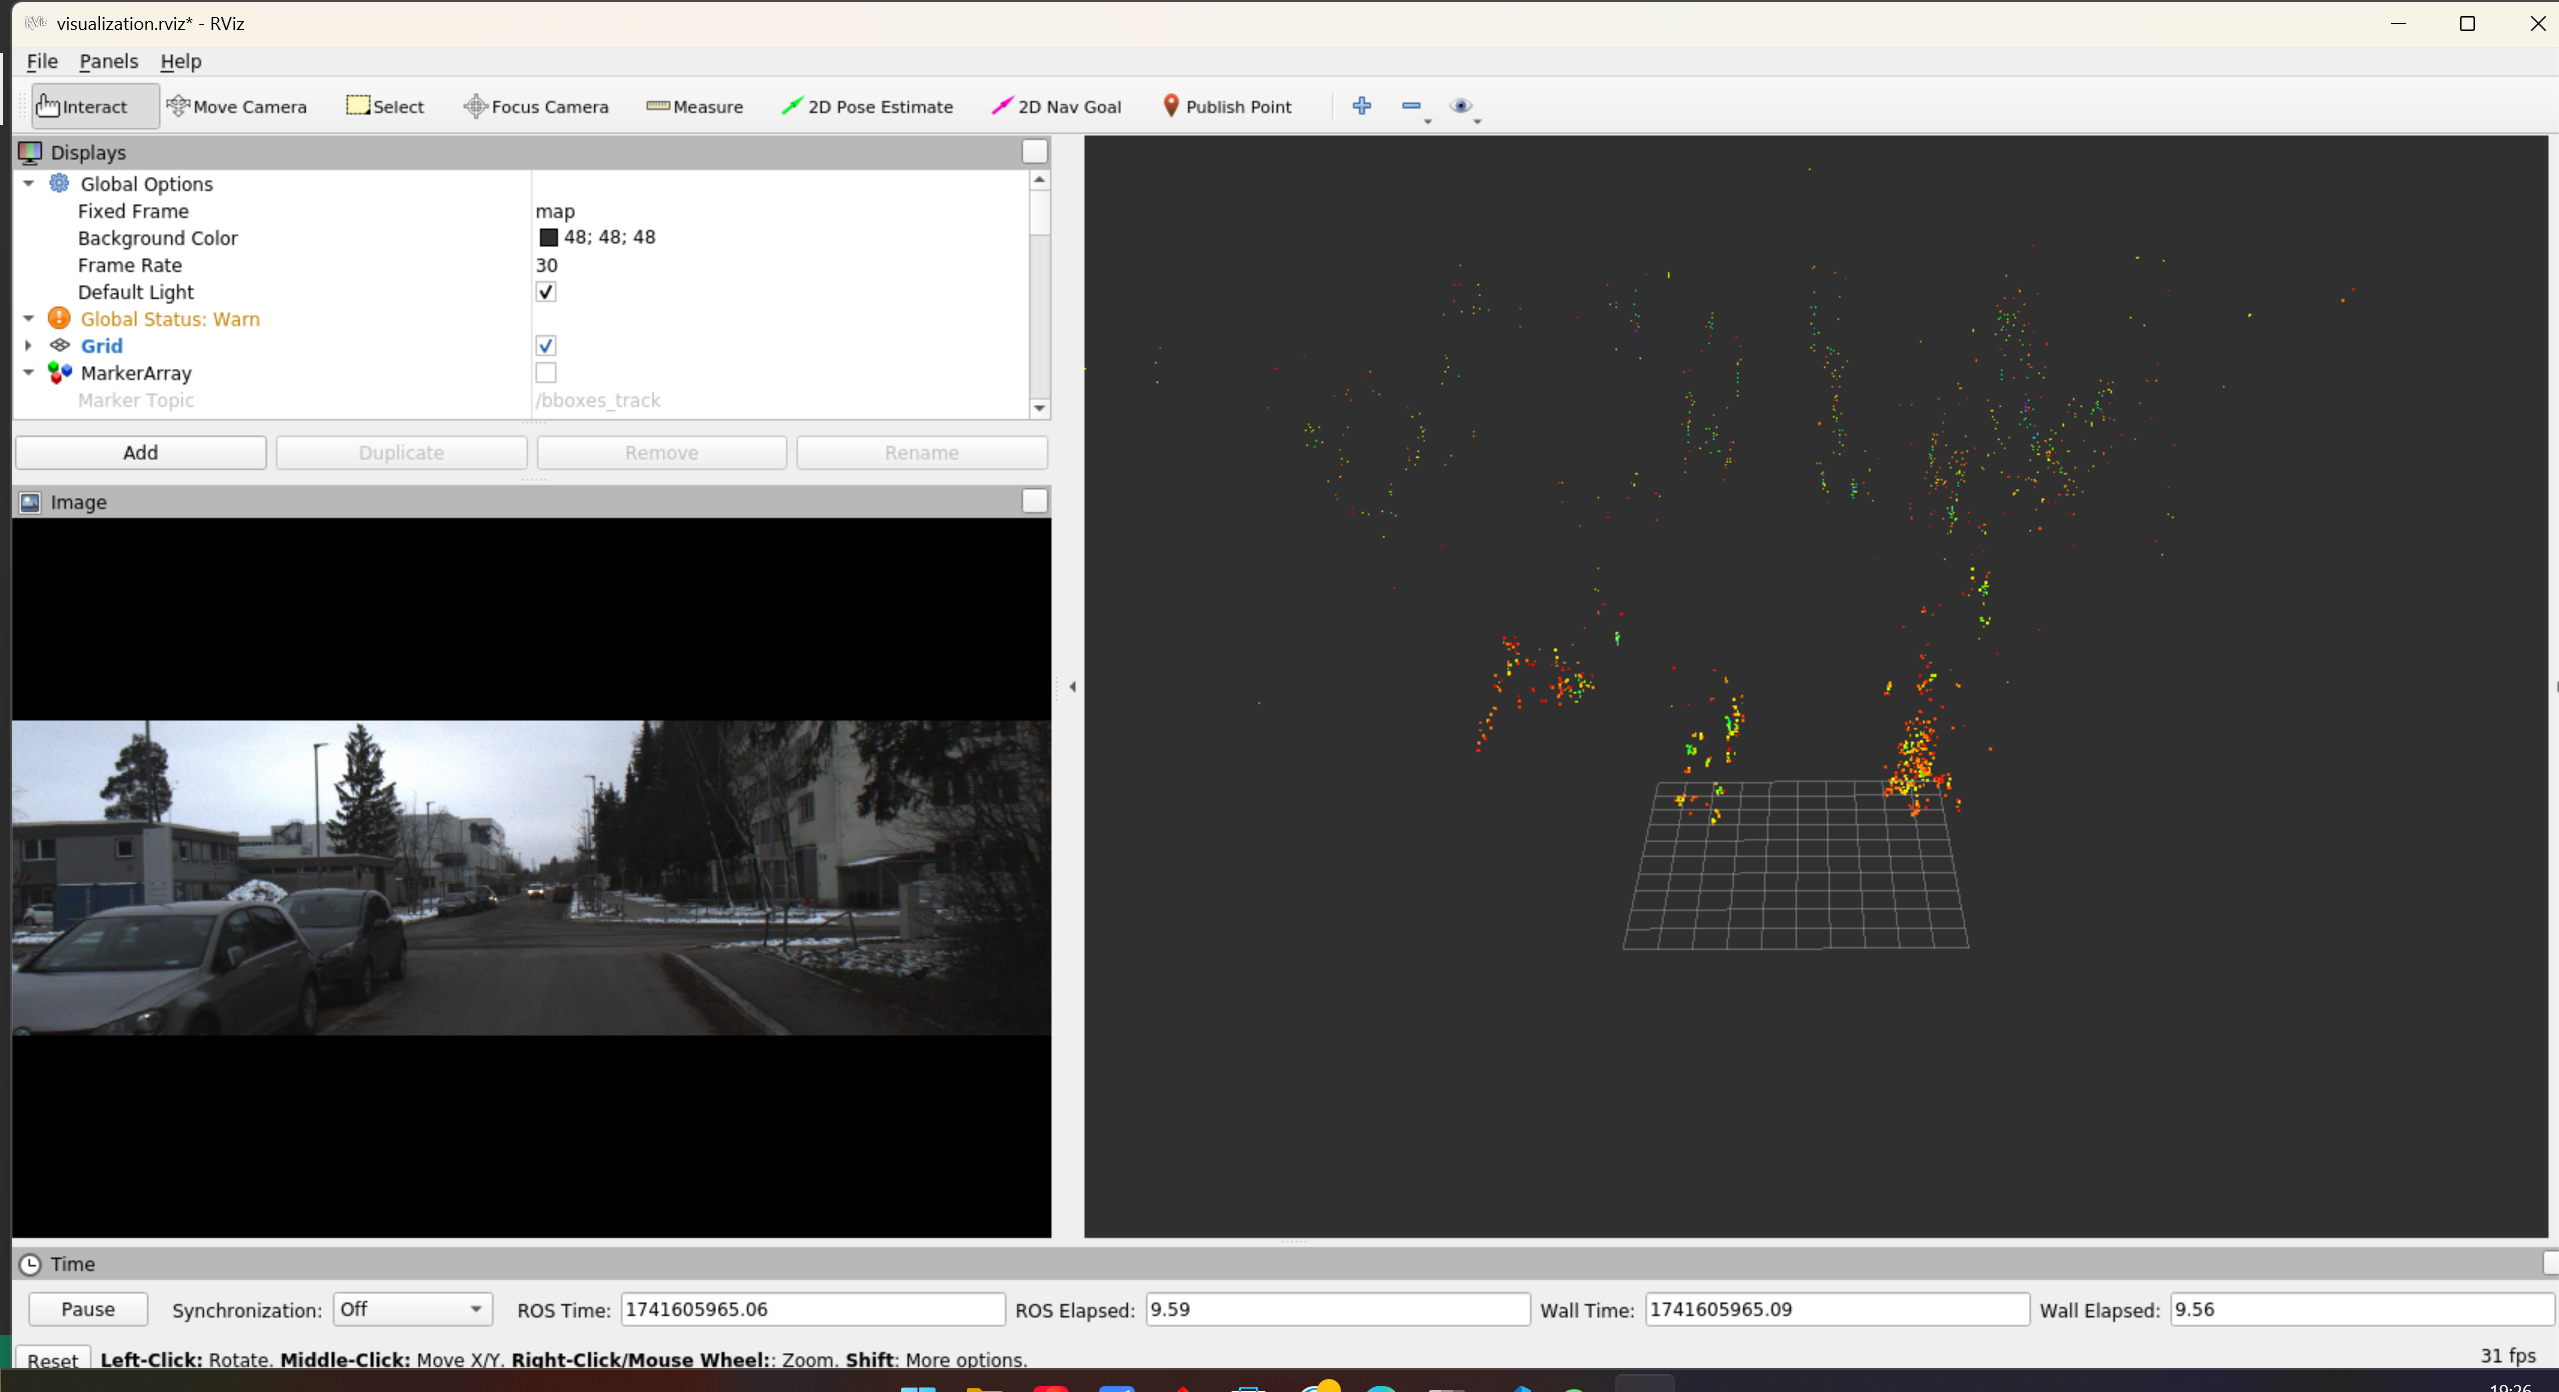 visualization.rviz* - RViz
File Panels Help
Interact Move Camera Select Focus Camera Measure 2D Pose Estimate 2D Nav Goal Publish Point
Displays
Global Options
Fixed Frame map
Background Color 48; 48; 48
Frame Rate 30
Default Light
Global Status: Warn
Grid
MarkerArray
Marker Topic /bboxes_track
Add Duplicate Remove Rename
Image
Time
Pause Synchronization: Off ROS Time: 1741605965.06 ROS Elapsed: 9.59 Wall Time: 1741605965.09 Wall Elapsed: 9.56
Reset Left-Click: Rotate. Middle-Click: Move X/Y. Right-Click/Mouse Wheel:: Zoom. Shift: More options. 31 fps
19:26